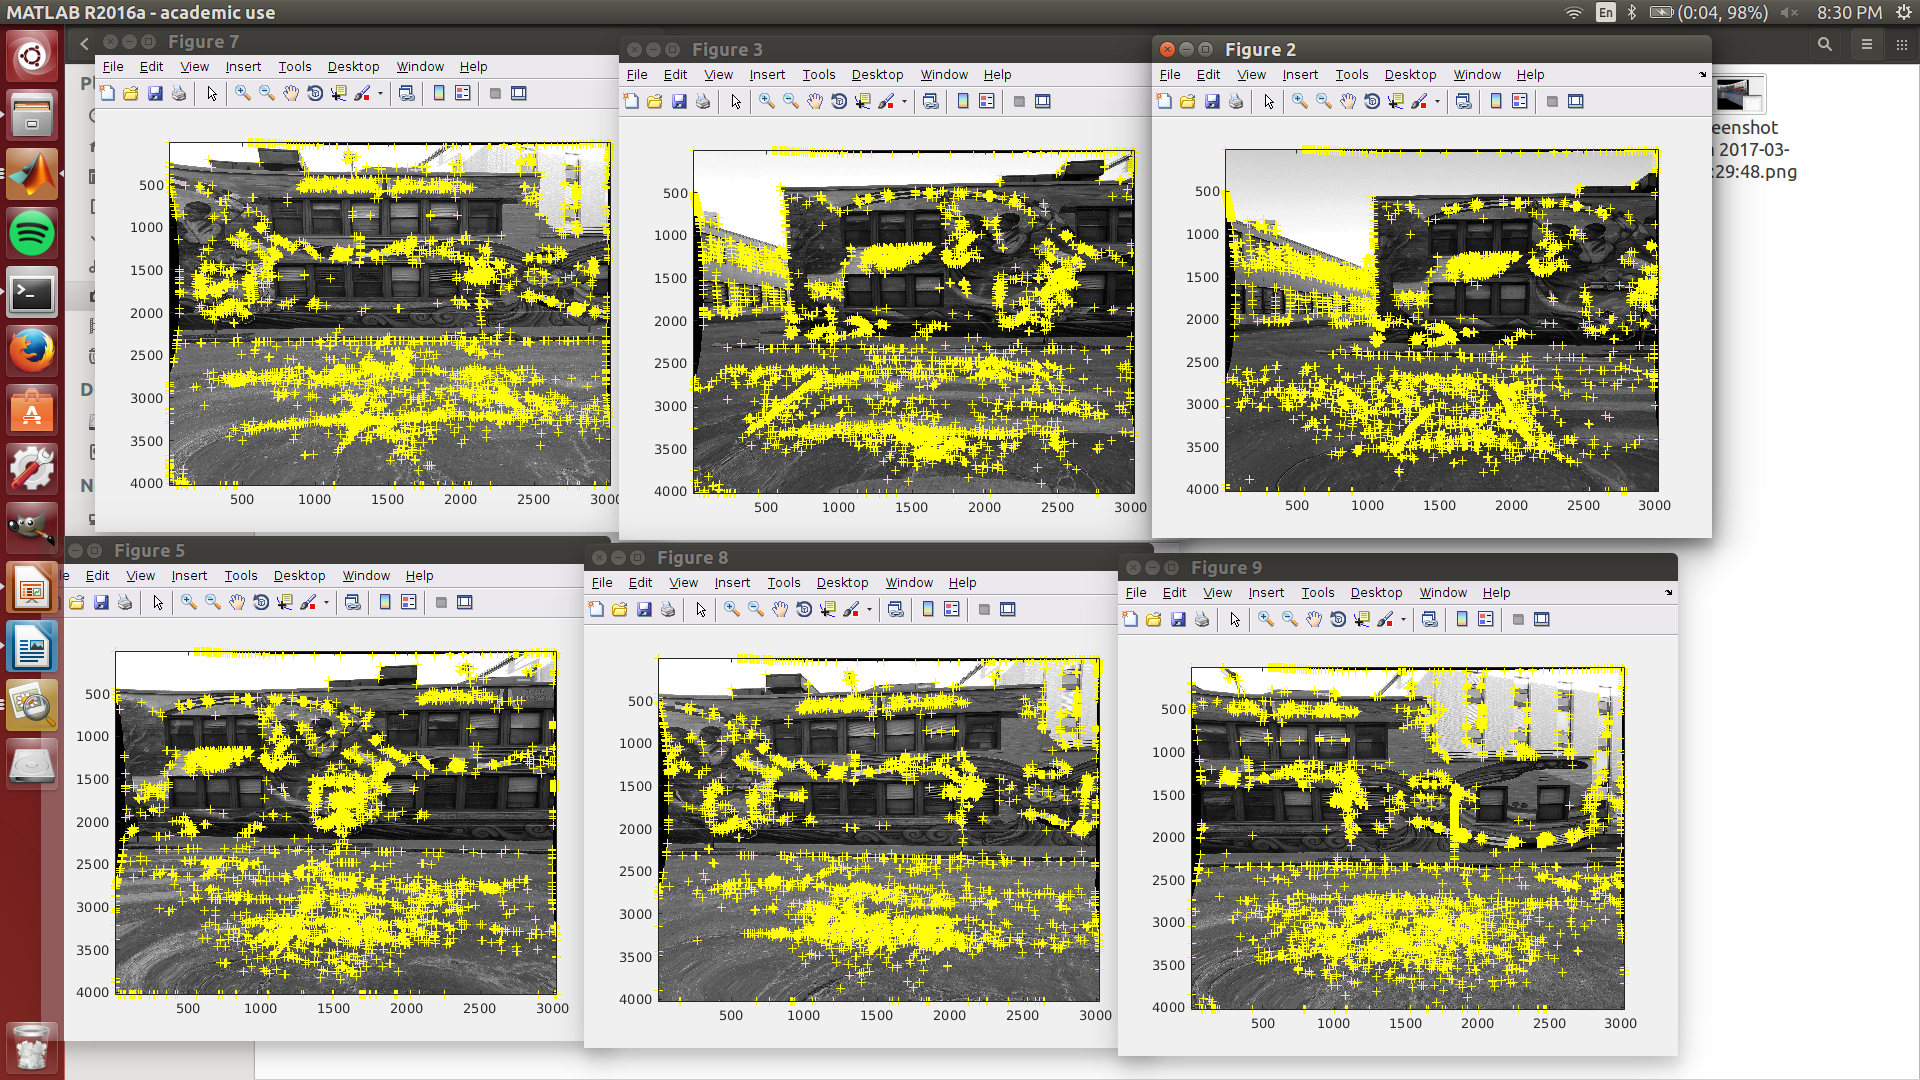 MATLAB R2016a - academic use
En
(0:04, 98%)
8:30 PM
Figure 7
File Edit View Insert Tools Desktop Window Help
500
1000
1500
2000
2500
3000
3500
4000
500 1000 1500 2000 2500
Figure 3
File Edit View Insert Tools Desktop Window Help
500
1000
1500
2000
2500
3000
3500
4000
500 1000 1500 2000 2500 3000
Figure 2
File Edit View Insert Tools Desktop Window Help
500
1000
1500
2000
2500
3000
3500
4000
500 1000 1500 2000 2500 3000
eenshot
2017-03-
:29:48.png
Figure 5
Edit View Insert Tools Desktop Window Help
500
1000
1500
2000
2500
3000
3500
4000
500 1000 1500 2000 2500 3000
Figure 8
File Edit View Insert Tools Desktop Window Help
500
1000
1500
2000
2500
3000
3500
4000
500 1000 1500 2000 2500 3000
Figure 9
File Edit View Insert Tools Desktop Window Help
500
1000
1500
2000
2500
3000
3500
4000
500 1000 1500 2000 2500 3000